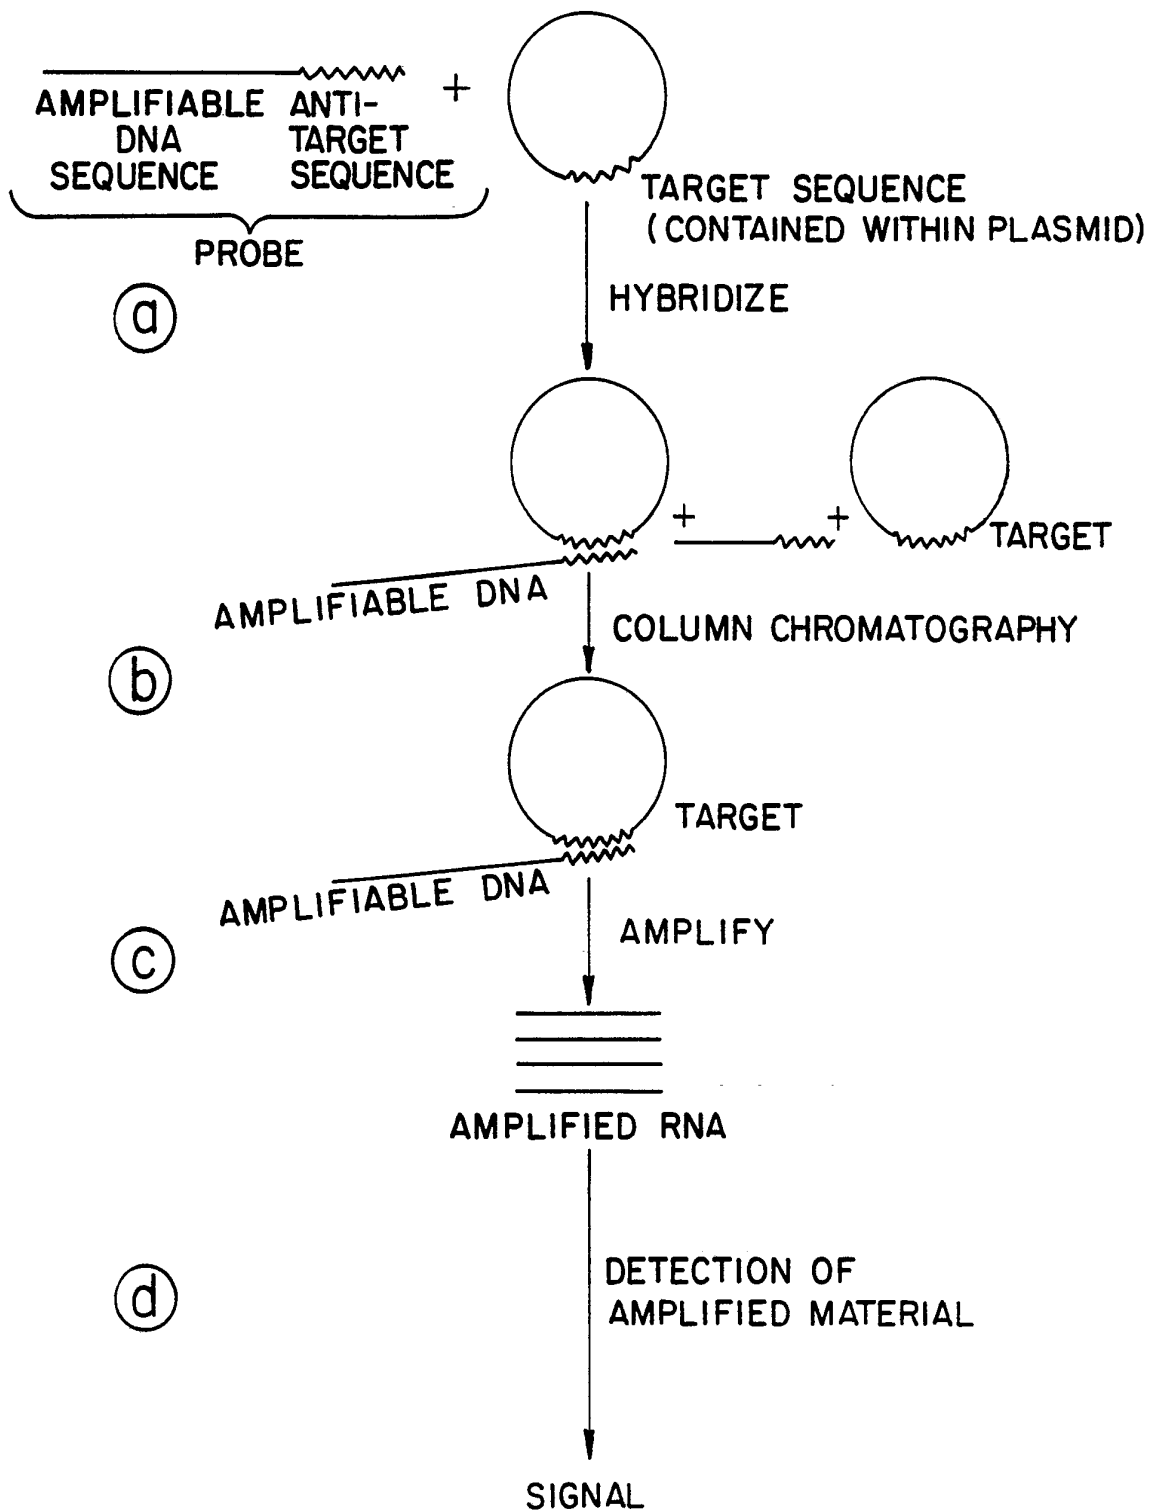 AMPLIFIABLE
DNA
SEQUENCE
ANTI-
TARGET
SEQUENCE
+
PROBE
TARGET SEQUENCE
(CONTAINED WITHIN PLASMID)
a
HYBRIDIZE
+
+
TARGET
AMPLIFIABLE DNA
COLUMN CHROMATOGRAPHY
b
TARGET
AMPLIFIABLE DNA
AMPLIFY
c
AMPLIFIED RNA
d
DETECTION OF
AMPLIFIED MATERIAL
SIGNAL